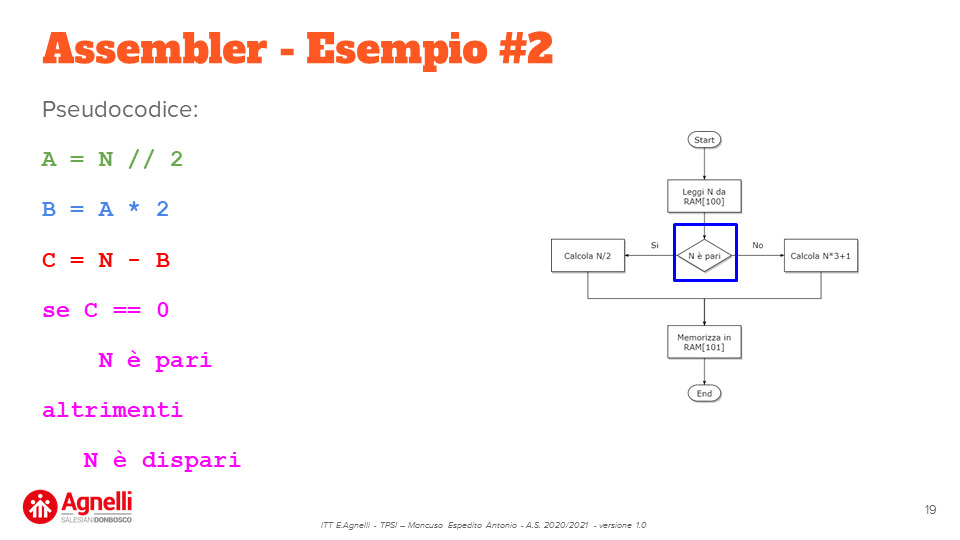 Assembler - Esempio #2
Pseudocodice:
A = N // 2
B = A * 2
C = N - B
se C == 0
N è pari
altrimenti
N è dispari
Start
Leggi N da
RAM[100]
Si
No
Calcola N/2
N è pari
Calcola N*3+1
Memorizza in
RAM[101]
End
Agnelli
SALESIANIDONBOSCO
ITT E.Agnelli - TPSI – Mancuso Espedito Antonio - A.S. 2020/2021 - versione 1.0
19